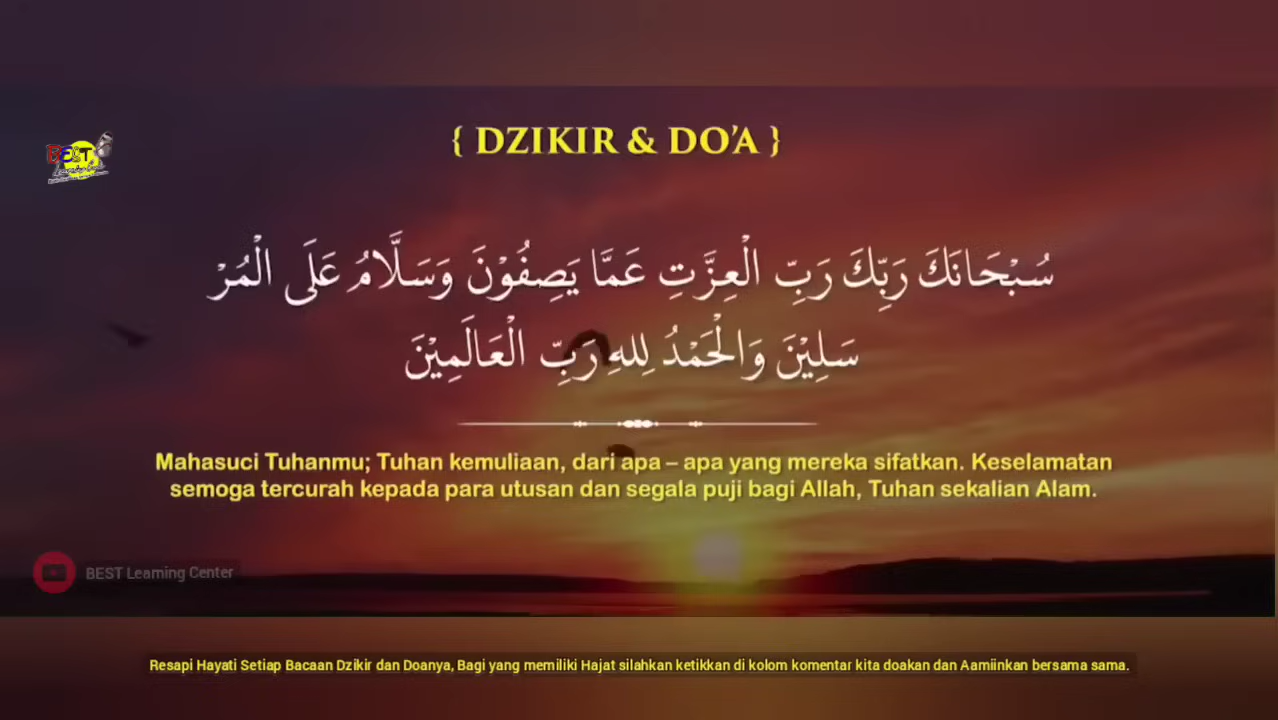 { DZIKIR & DO'A }
BEST
سُبْحَانَكَ رَبِّكَ رَبِّ الْعِزَّتِ عَمَّا يَصِفُوْنَ وَسَلَّامُ عَلَى الْمُرْ
سَلِيْنَ وَالْحَمْدُ لِلهِ رَبِّ الْعَالَمِيْنَ
Mahasuci Tuhanmu; Tuhan kemuliaan, dari apa – apa yang mereka sifatkan. Keselamatan
semoga tercurah kepada para utusan dan segala puji bagi Allah, Tuhan sekalian Alam.
BEST Learning Center
Resapi Hayati Setiap Bacaan Dzikir dan Doanya, Bagi yang memiliki Hajat silahkan ketikkan di kolom komentar kita doakan dan Aamiinkan bersama sama.